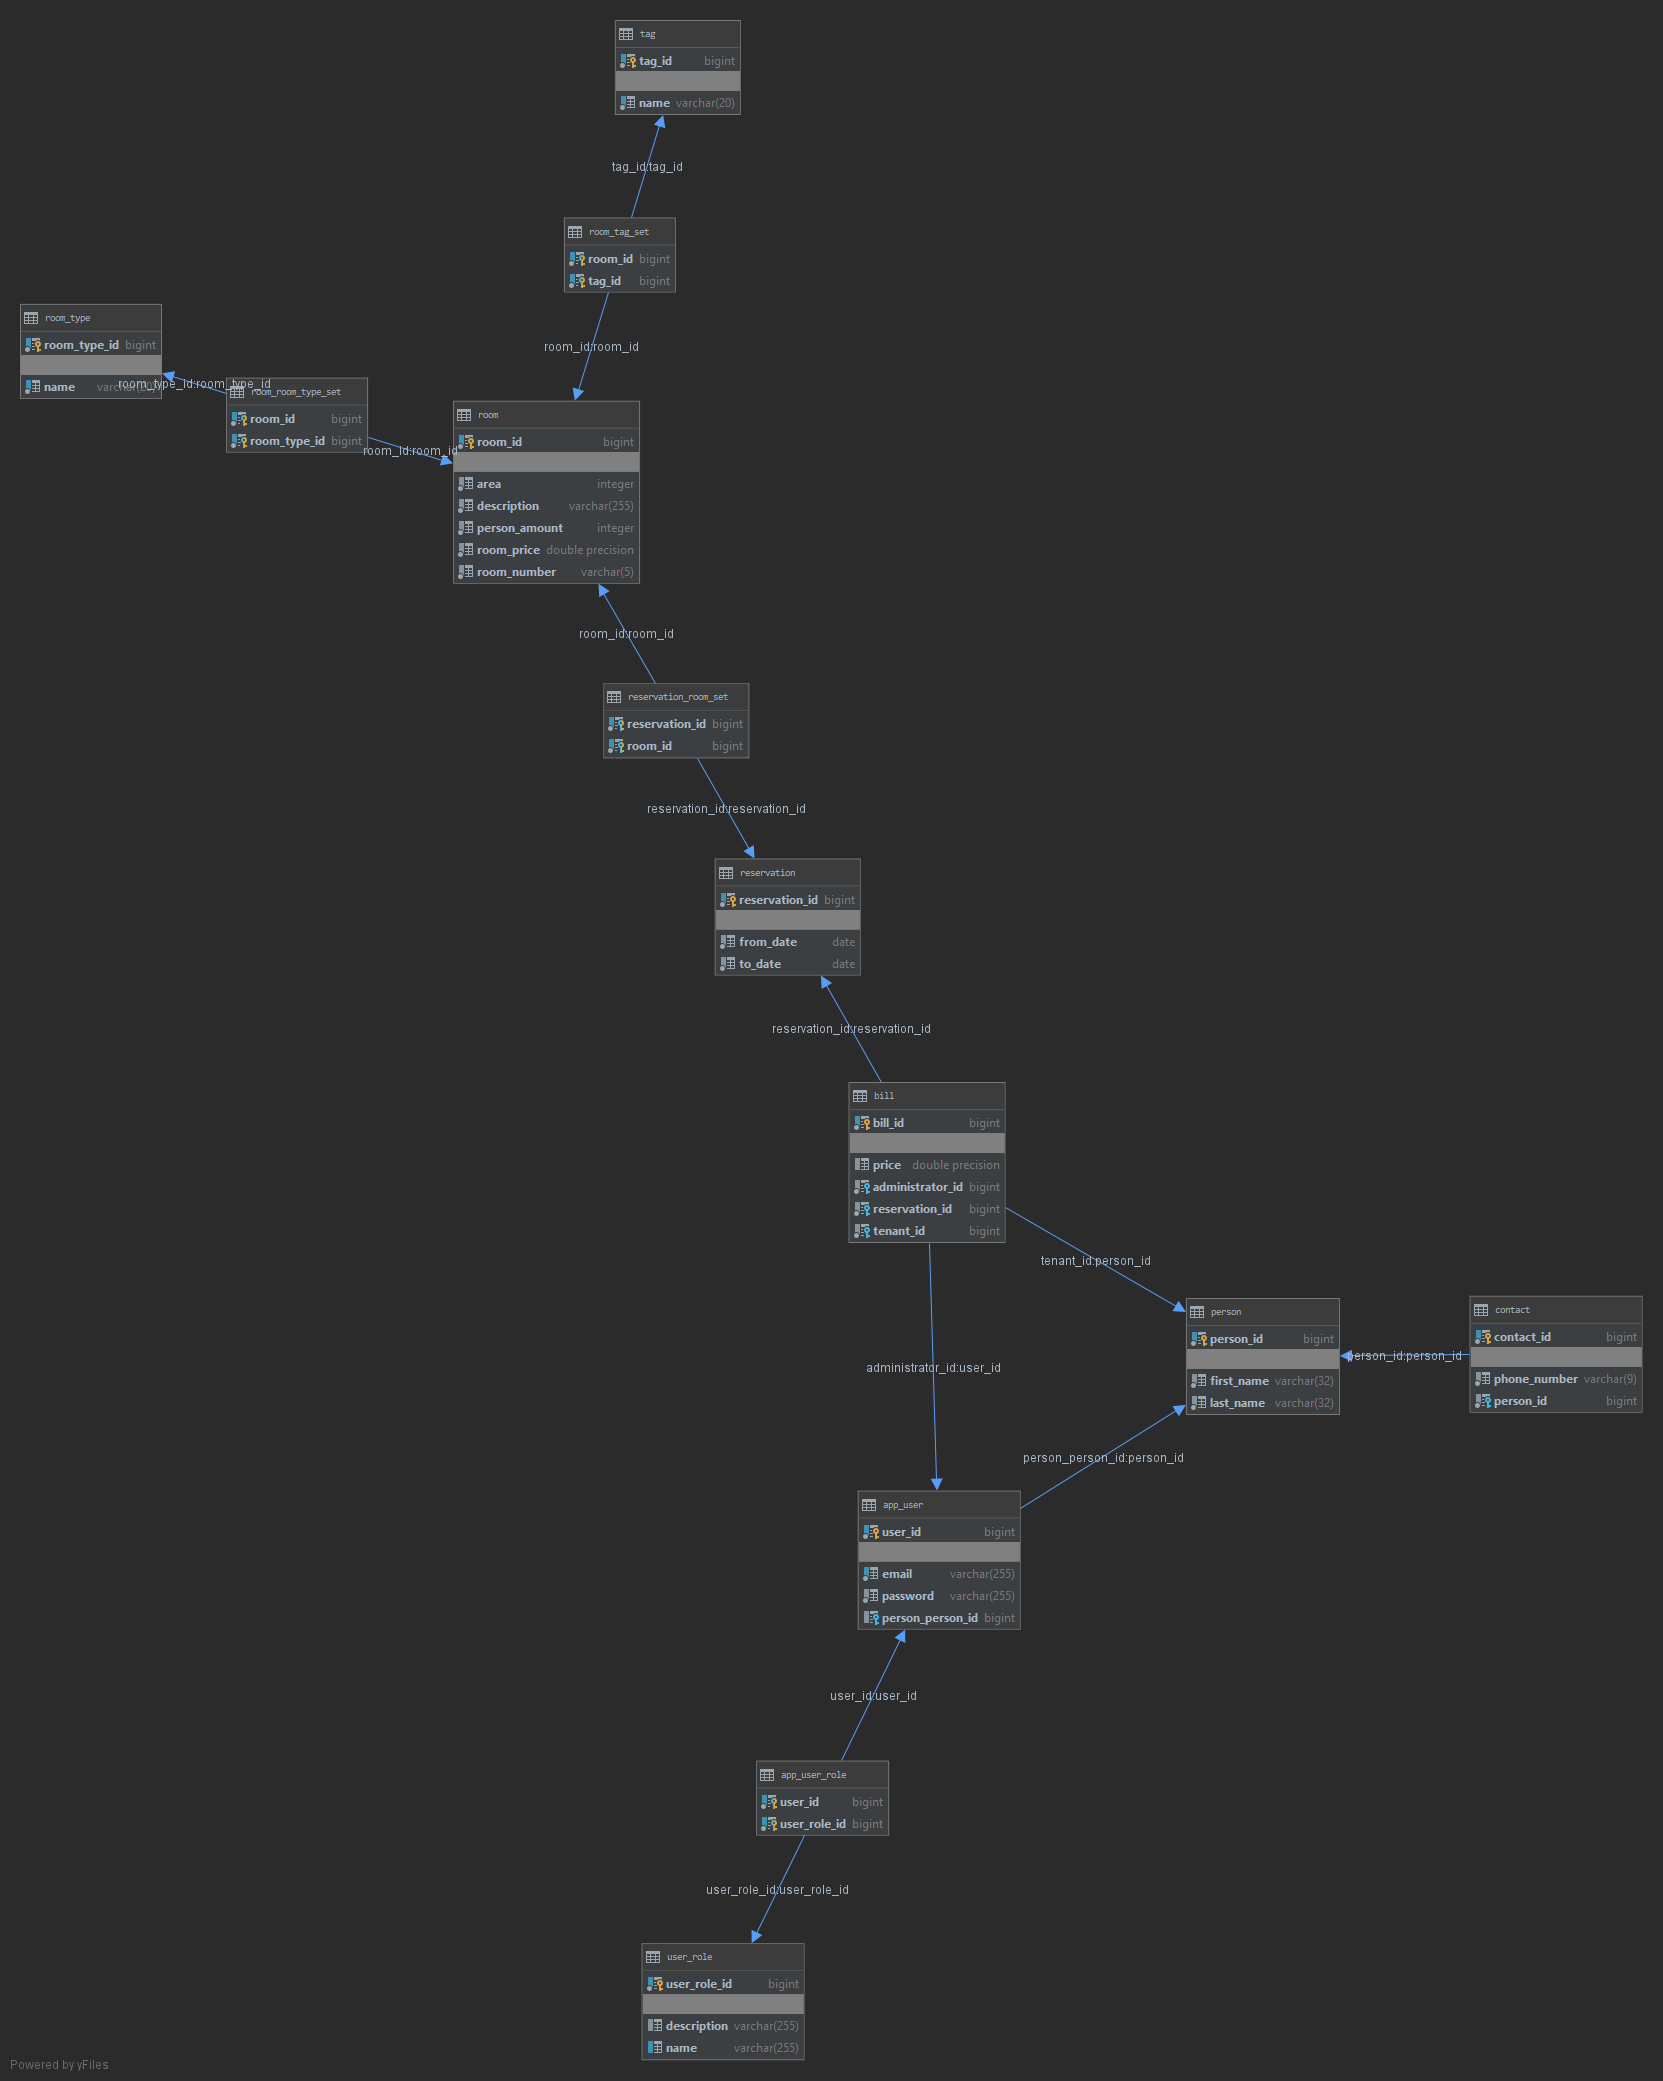 tag
tag_id bigint
name varchar(20)
tag_id:tag_id
room_tag_set
room_id bigint
tag_id bigint
room_id:room_id
room_type
room_type_id bigint
name
room_type_id:room_type_id
room_room_type_set
room_id bigint
room_type_id bigint
room_id:room_id
room
room_id bigint
area integer
description varchar(255)
person_amount integer
room_price double precision
room_number varchar(5)
room_id:room_id
reservation_room_set
reservation_id bigint
room_id bigint
reservation_id:reservation_id
reservation
reservation_id bigint
from_date date
to_date date
reservation_id:reservation_id
bill
bill_id bigint
price double precision
administrator_id bigint
reservation_id bigint
tenant_id bigint
tenant_id:person_id
person
person_id bigint
first_name varchar(32)
last_name varchar(32)
person_id:person_id
contact
contact_id bigint
phone_number varchar(9)
person_id bigint
administrator_id:user_id
person_person_id:person_id
app_user
user_id bigint
email varchar(255)
password varchar(255)
person_person_id bigint
user_id:user_id
app_user_role
user_id bigint
user_role_id bigint
user_role_id:user_role_id
user_role
user_role_id bigint
description varchar(255)
name varchar(255)
Powered by yFiles